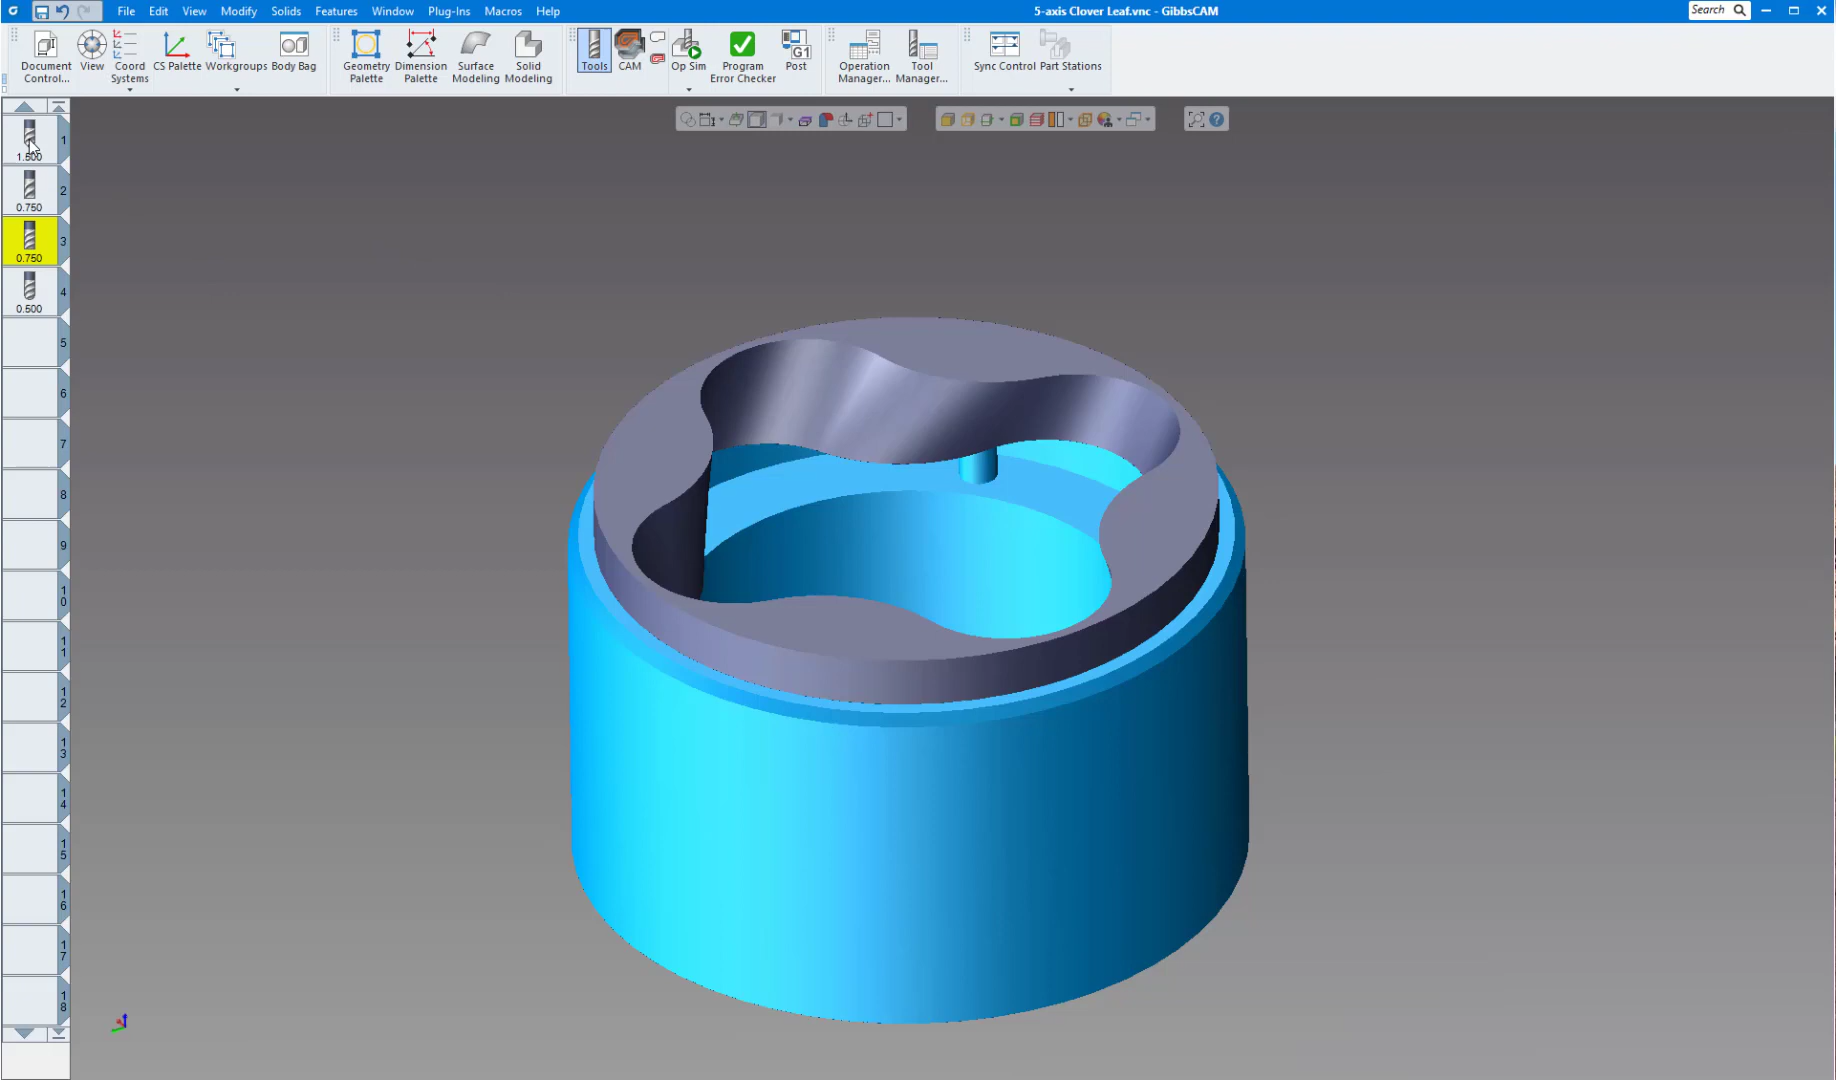 File Edit View Modify Solids Features Window Plug-Ins Macros Help
5-axis Clover Leaf.vnc - GibbsCAM
Search
Document Control...
View
Coord Systems
CS Palette
Workgroups
Body Bag
Geometry Palette
Dimension Palette
Surface Modeling
Solid Modeling
Tools
CAM
Op Sim
Program Error Checker
G1
Post
Operation Manager...
Tool Manager...
Sync Control
Part Stations
1
1.500
2
0.750
3
0.750
4
0.500
5
6
7
8
9
10
11
12
13
14
15
16
17
18